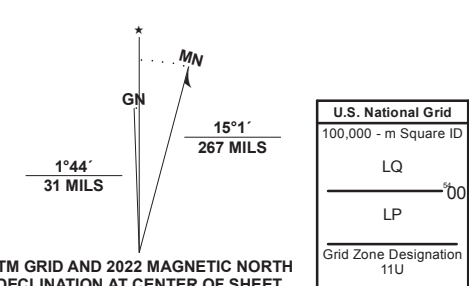 ★
MN
GN
15°1´
267 MILS
1°44´
31 MILS
TM GRID AND 2022 MAGNETIC NORTH
DECLINATION AT CENTER OF SHEET
U.S. National Grid
100,000 - m Square ID
LQ
5400
LP
Grid Zone Designation
11U